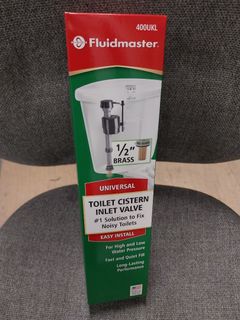 400UKL
Fluidmaster
1/2"
BRASS
UNIVERSAL
TOILET CISTERN
INLET VALVE
#1 Solution to Fix
Noisy Toilets
EASY INSTALL
For High and Low
Water Pressure
Fast and Quiet Fill
Long Lasting
Performance